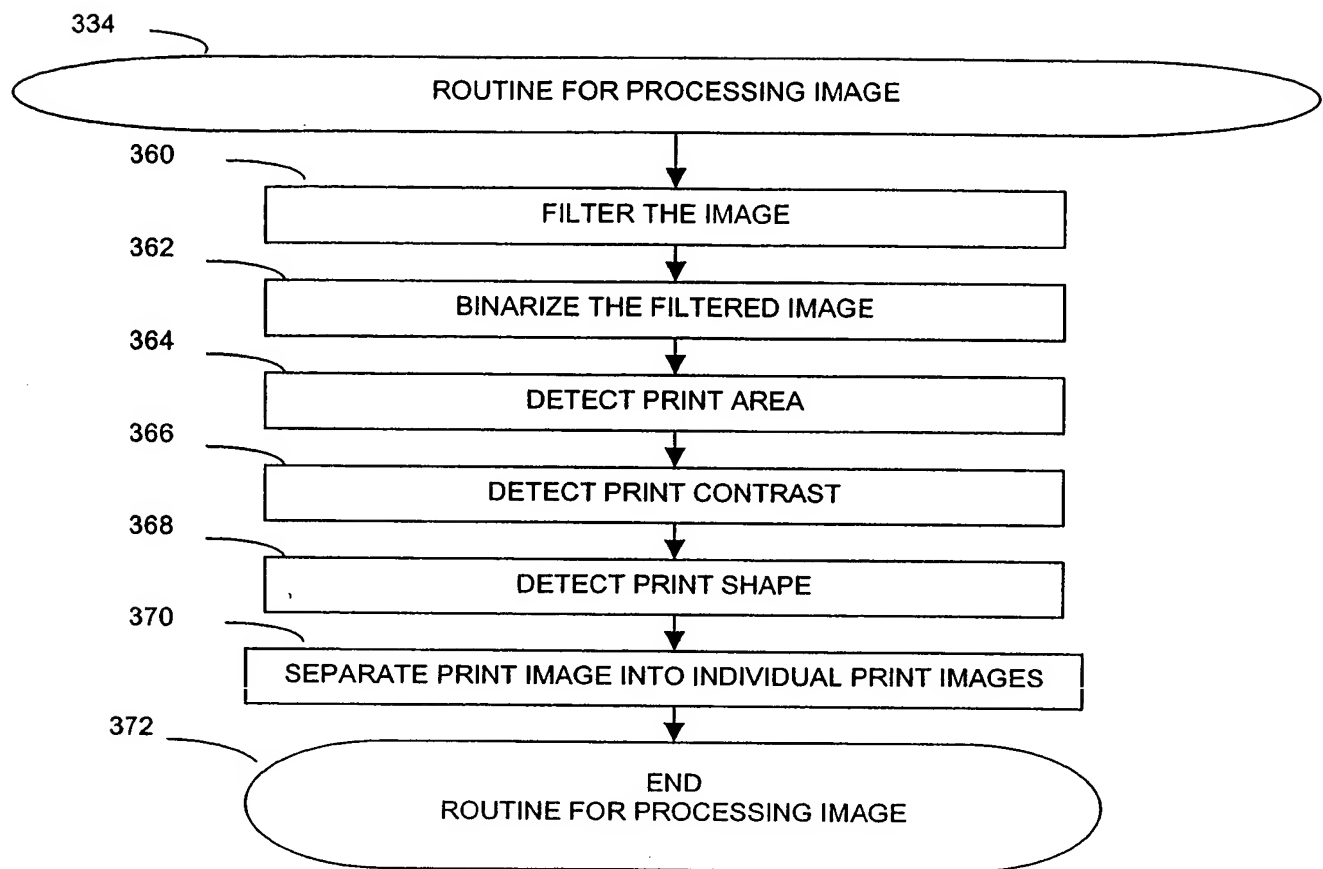 334
ROUTINE FOR PROCESSING IMAGE
360
FILTER THE IMAGE
362
BINARIZE THE FILTERED IMAGE
364
DETECT PRINT AREA
366
DETECT PRINT CONTRAST
368
DETECT PRINT SHAPE
370
SEPARATE PRINT IMAGE INTO INDIVIDUAL PRINT IMAGES
372
END
ROUTINE FOR PROCESSING IMAGE